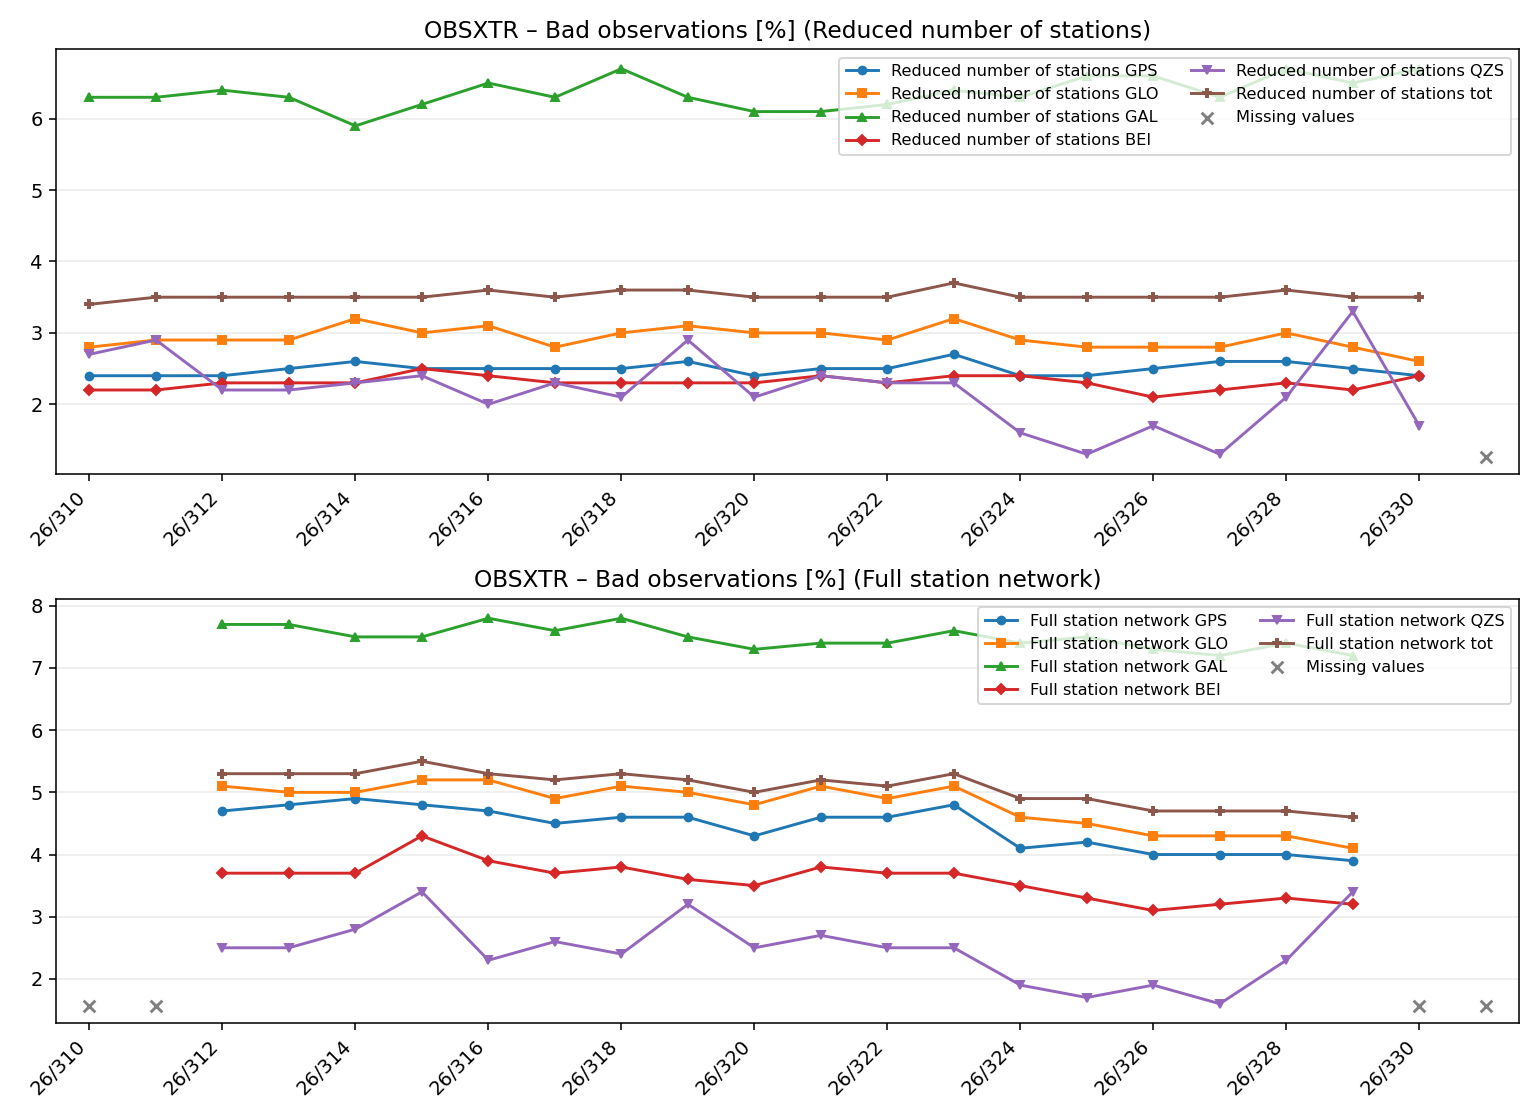 OBSXTR – Bad observations [%] (Reduced number of stations)
Reduced number of stations GPS
Reduced number of stations GLO
Reduced number of stations GAL
Reduced number of stations BEI
Reduced number of stations QZS
Reduced number of stations tot
Missing values
6
5
4
3
2
26/310
26/312
26/314
26/316
26/318
26/320
26/322
26/324
26/326
26/328
26/330
OBSXTR – Bad observations [%] (Full station network)
Full station network GPS
Full station network GLO
Full station network GAL
Full station network BEI
Full station network QZS
Full station network tot
Missing values
8
7
6
5
4
3
2
26/310
26/312
26/314
26/316
26/318
26/320
26/322
26/324
26/326
26/328
26/330